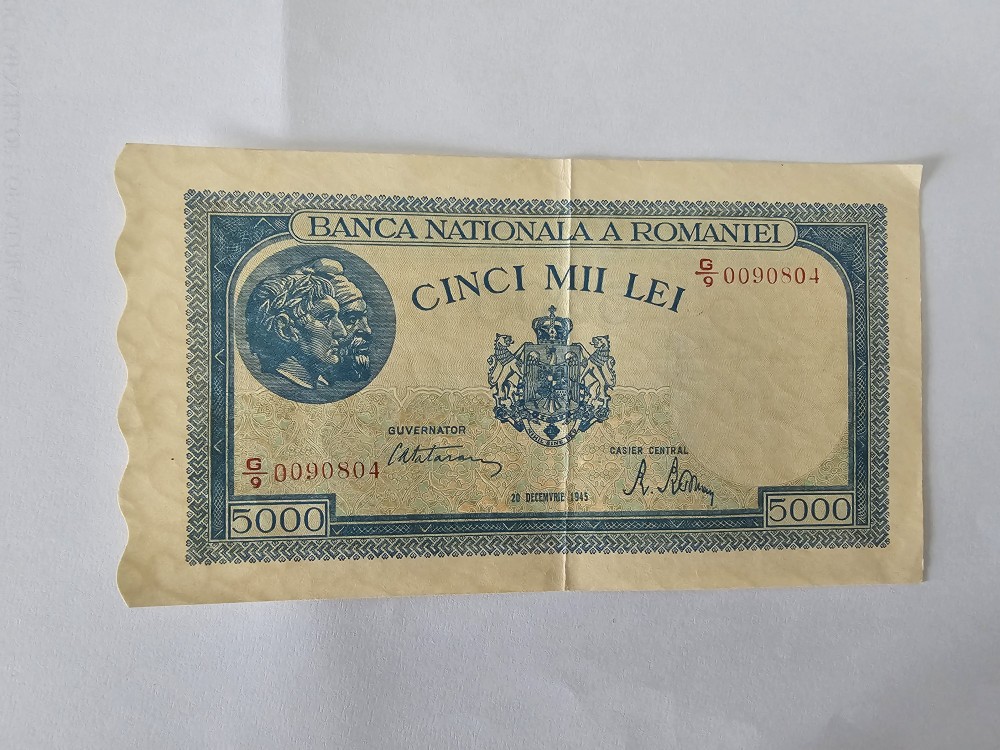 BANCA NATIONALA A ROMANIEI
CINCI MII LEI
G/9 0090804
GUVERNATOR
CASIER CENTRAL
G/9 0090804
20 DECEMVRIE 1945
5000
5000